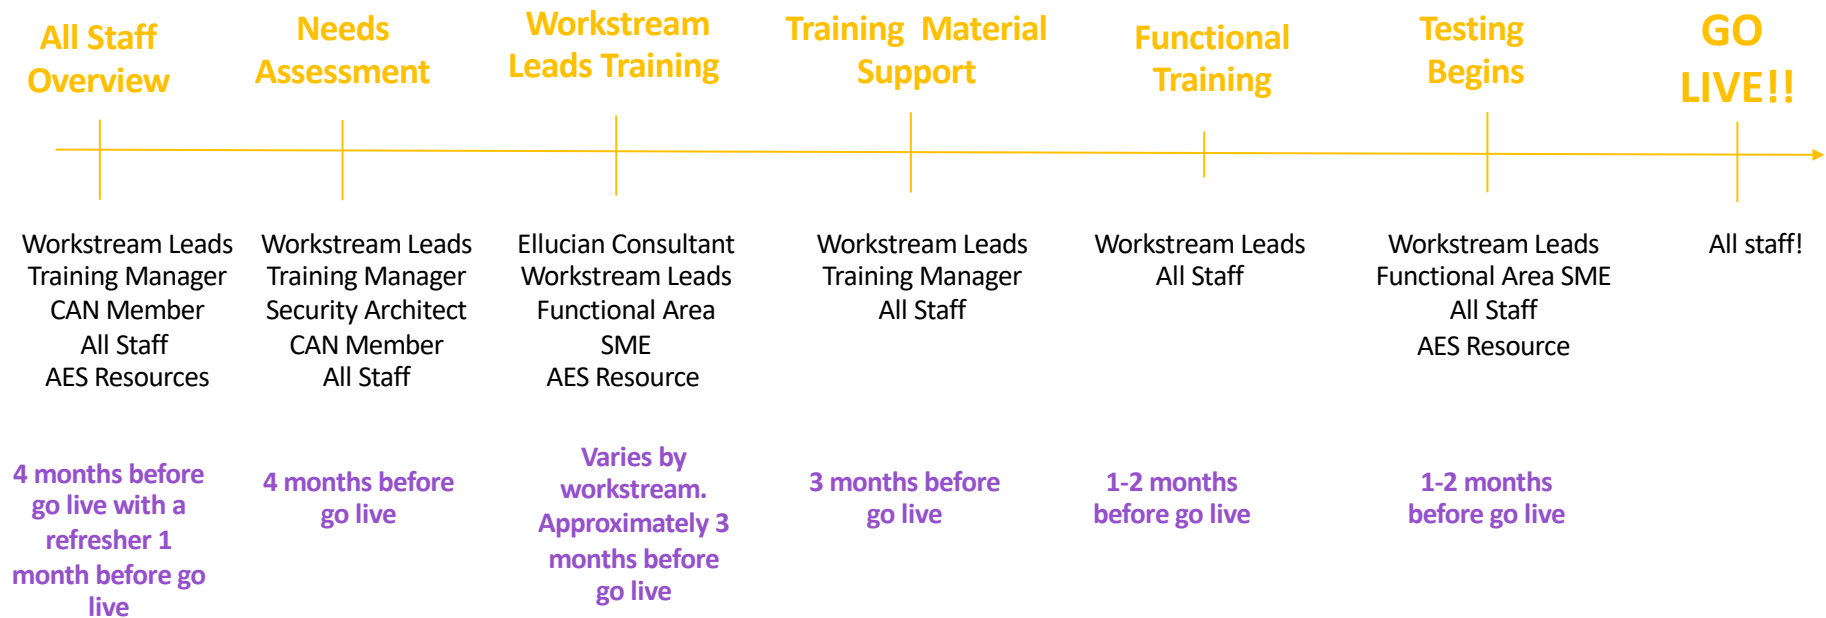 All Staff
Overview
Needs
Assessment
Workstream
Leads Training
Training  Material
Support
Functional
Training
Testing
Begins
GO
LIVE!!
Workstream Leads
Training Manager
CAN Member
All Staff
AES Resources
Workstream Leads
Training Manager
Security Architect
CAN Member
All Staff
Ellucian Consultant
Workstream Leads
Functional Area
SME
AES Resource
Workstream Leads
Training Manager
All Staff
Workstream Leads
All Staff
Workstream Leads
Functional Area SME
All Staff
AES Resource
All staff!
4 months before
go live with a
refresher 1
month before go
live
4 months before
go live
Varies by
workstream.
Approximately 3
months before
go live
3 months before
go live
1-2 months
before go live
1-2 months
before go live